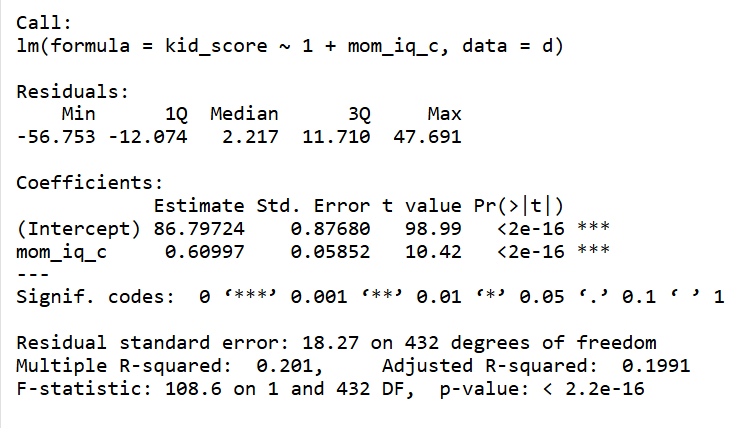 Call:
lm(formula = kid_score ~ 1 + mom_iq_c, data = d)
Residuals:
    Min      1Q  Median      3Q     Max
-56.753 -12.074   2.217  11.710  47.691
Coefficients:
            Estimate Std. Error t value Pr(>|t|)
(Intercept) 86.79724    0.87680   98.99   <2e-16 ***
mom_iq_c     0.60997    0.05852   10.42   <2e-16 ***
---
Signif. codes:  0 ‘***’ 0.001 ‘**’ 0.01 ‘*’ 0.05 ‘.’ 0.1 ‘ ’ 1
Residual standard error: 18.27 on 432 degrees of freedom
Multiple R-squared:  0.201,	Adjusted R-squared:  0.1991
F-statistic: 108.6 on 1 and 432 DF,  p-value: < 2.2e-16